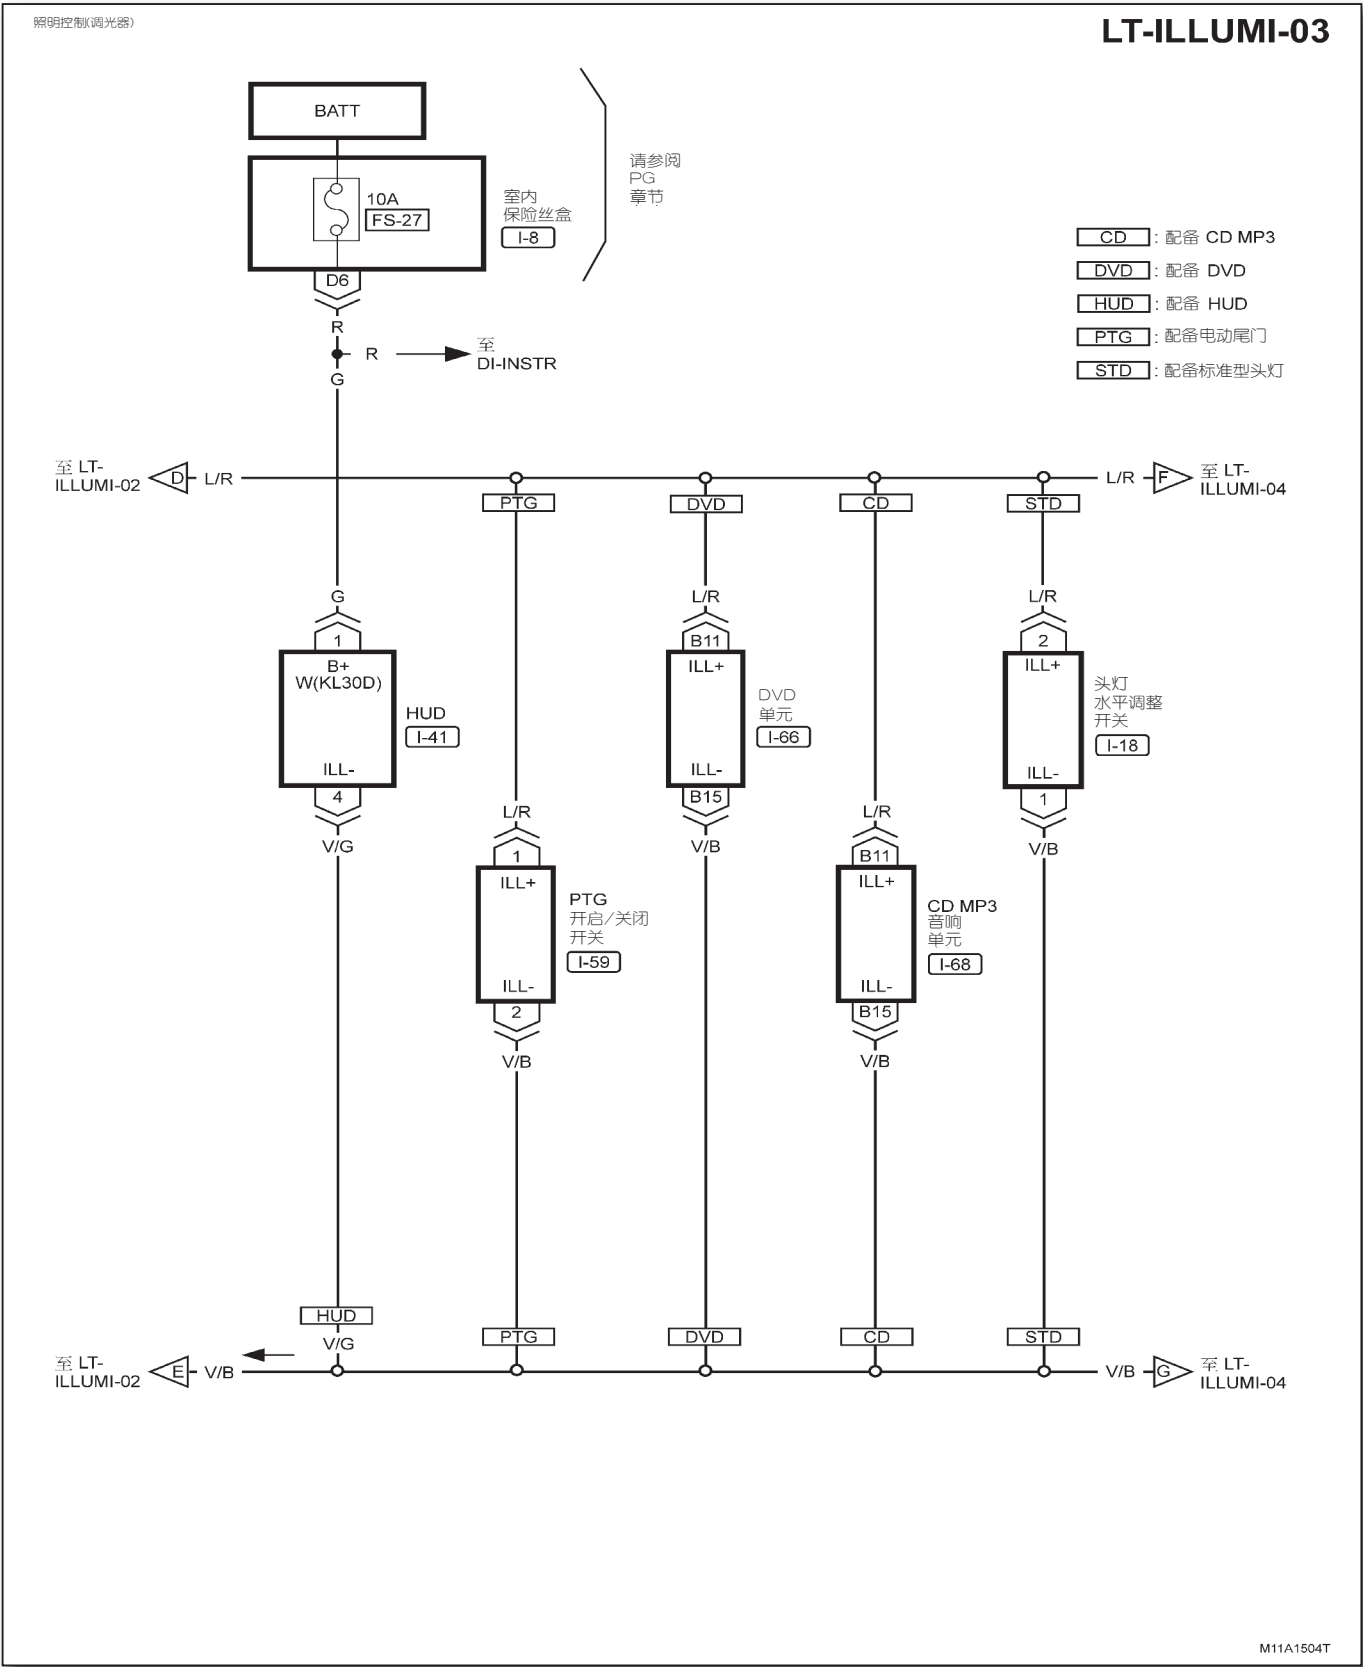 照明控制(调光器)
LT-ILLUMI-03
BATT
10A
FS-27
室内
保险丝盒
I-8
请参阅
PG
章节
D6
R
R
至
DI-INSTR
G
CD : 配备 CD MP3
DVD : 配备 DVD
HUD : 配备 HUD
PTG : 配备电动尾门
STD : 配备标准型头灯
至 LT-
ILLUMI-02
D
L/R
L/R
F
至 LT-
ILLUMI-04
PTG
DVD
CD
STD
G
L/R
L/R
1
B11
2
B+
W(KL30D)
ILL-
HUD
I-41
4
V/G
ILL+
ILL-
DVD
单元
I-66
B15
V/B
ILL+
ILL-
头灯
水平调整
开关
I-18
1
V/B
L/R
1
ILL+
ILL-
PTG
开启/关闭
开关
I-59
2
V/B
L/R
B11
ILL+
ILL-
CD MP3
音响
单元
I-68
B15
V/B
HUD
V/G
PTG
DVD
CD
STD
至 LT-
ILLUMI-02
E
V/B
V/B
G
至 LT-
ILLUMI-04
M11A1504T